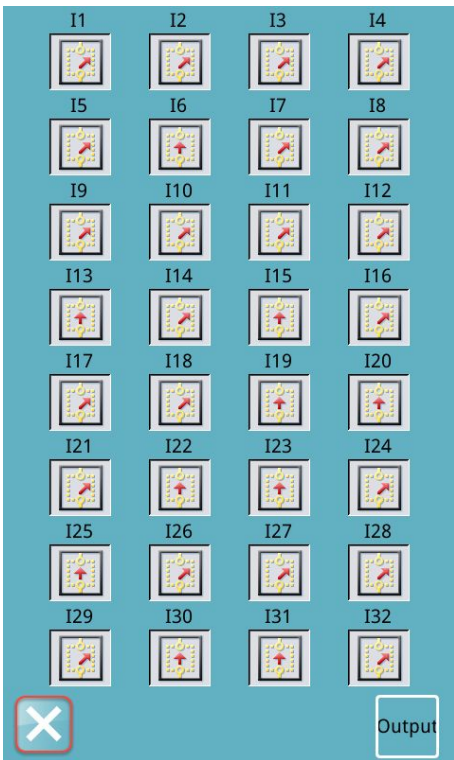 I1 I2 I3 I4
I5 I6 I7 I8
I9 I10 I11 I12
I13 I14 I15 I16
I17 I18 I19 I20
I21 I22 I23 I24
I25 I26 I27 I28
I29 I30 I31 I32
Output